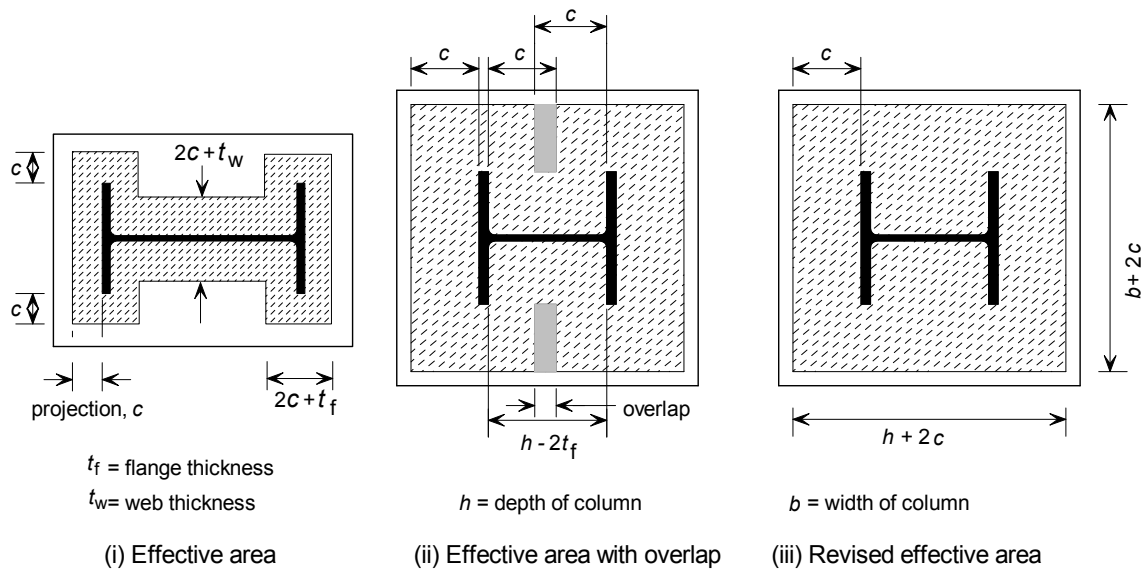 c
2c + tw
c
projection, c
2c + tf
tf = flange thickness
tw= web thickness
(i) Effective area
c
c
c
overlap
h - 2tf
h = depth of column
(ii) Effective area with overlap
c
b+ 2c
h + 2c
b = width of column
(iii) Revised effective area